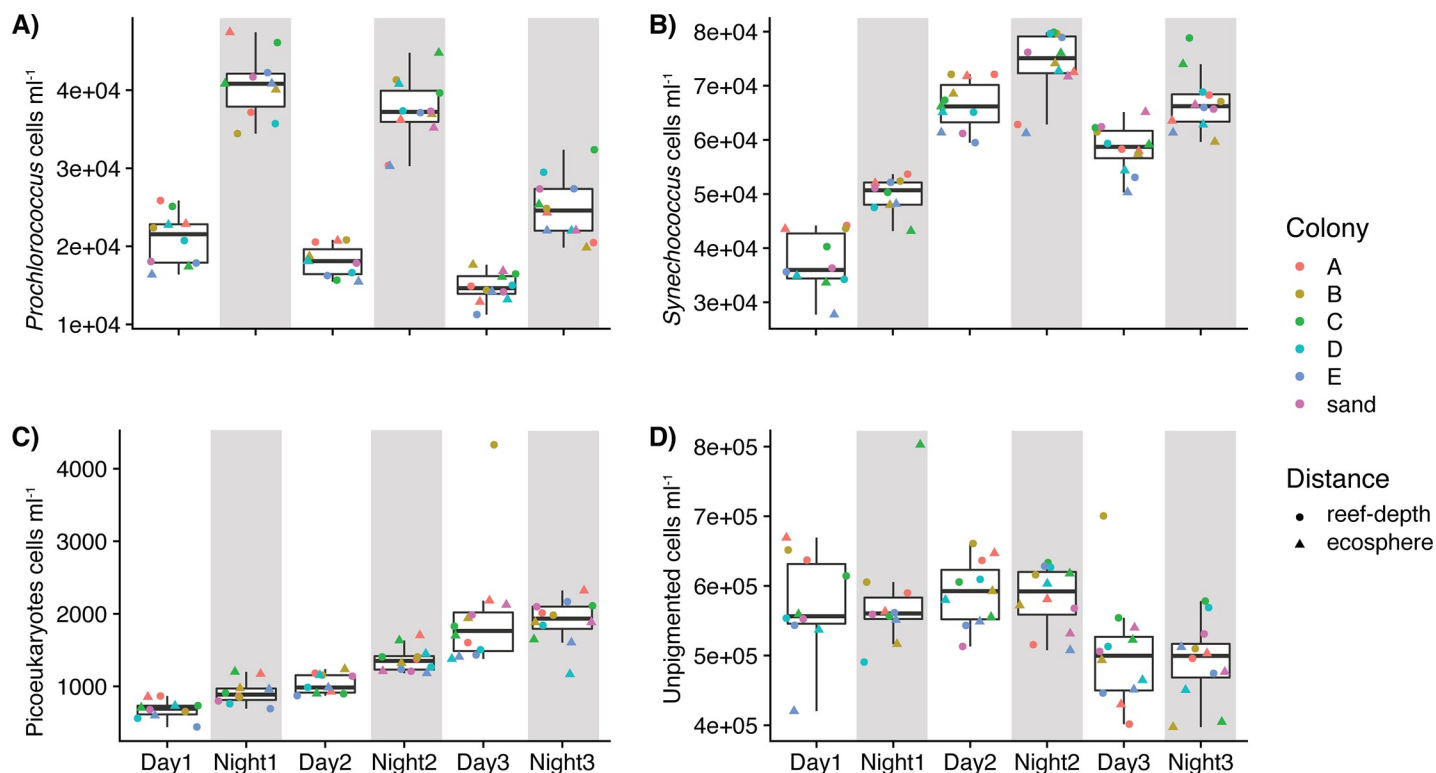 A)
Prochlorococcus cells ml⁻¹
4e+04
3e+04
2e+04
1e+04
B)
Synechococcus cells ml⁻¹
8e+04
7e+04
6e+04
5e+04
4e+04
3e+04
C)
Picoeukaryotes cells ml⁻¹
4000
3000
2000
1000
Day1 Night1 Day2 Night2 Day3 Night3
D)
Unpigmented cells ml⁻¹
8e+05
7e+05
6e+05
5e+05
4e+05
Day1 Night1 Day2 Night2 Day3 Night3
Colony
A
B
C
D
E
sand
Distance
reef-depth
ecosphere